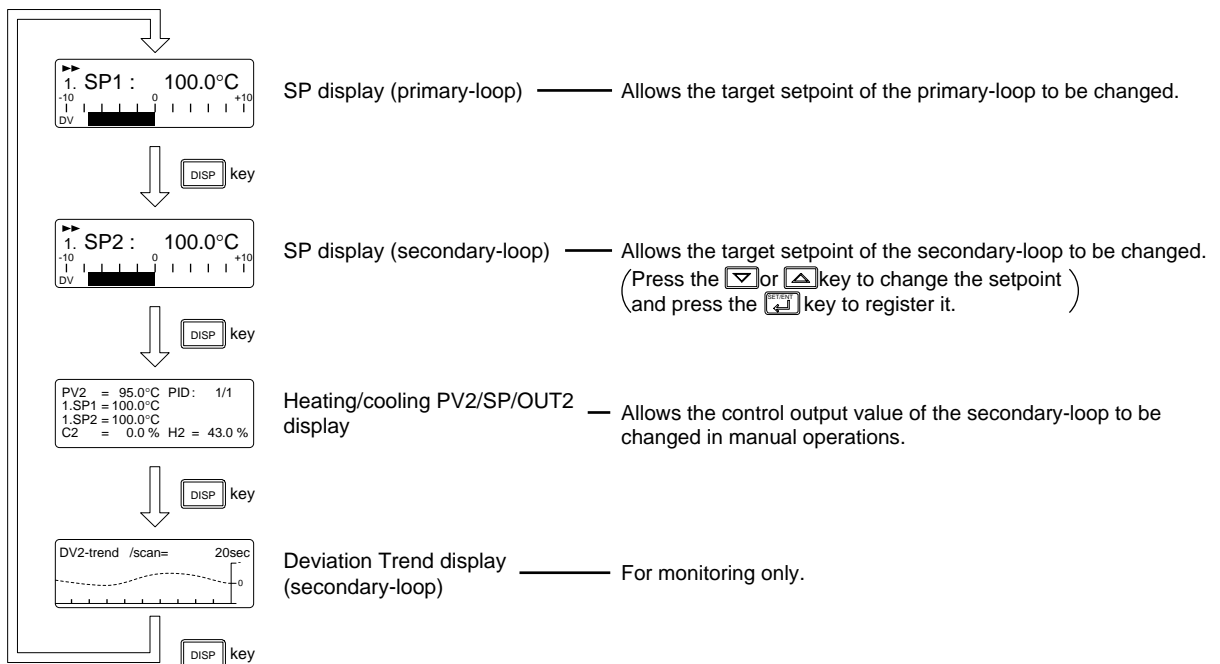 ▶▶
1. SP1 : 100.0°C
-10 0 +10
DV
SP display (primary-loop)
Allows the target setpoint of the primary-loop to be changed.
DISP key
▶▶
1. SP2 : 100.0°C
-10 0 +10
DV
SP display (secondary-loop)
Allows the target setpoint of the secondary-loop to be changed.
(Press the ▽ or △ key to change the setpoint
and press the SET/ENT key to register it.)
DISP key
PV2 = 95.0°C PID: 1/1
1.SP1 = 100.0°C
1.SP2 = 100.0°C
C2 = 0.0 % H2 = 43.0 %
Heating/cooling PV2/SP/OUT2
display
Allows the control output value of the secondary-loop to be
changed in manual operations.
DISP key
DV2-trend /scan= 20sec
0
Deviation Trend display
(secondary-loop)
For monitoring only.
DISP key